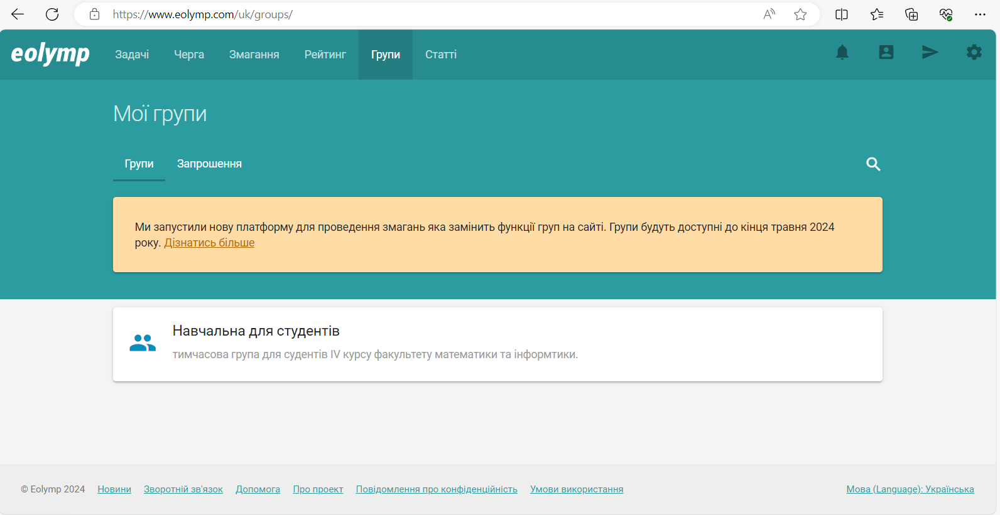 https://www.eolymp.com/uk/groups/
eolymp Задачі Черга Змагання Рейтинг Групи Статті
Мої групи
Групи Запрошення
Ми запустили нову платформу для проведення змагань яка замінить функції груп на сайті. Групи будуть доступні до кінця травня 2024
року. Дізнатись більше
Навчальна для студентів
тимчасова група для судентів IV курсу факультету математики та інформтики.
© Eolymp 2024 Новини Зворотній зв'язок Допомога Про проект Повідомлення про конфіденційність Умови використання Мова (Language): Українська